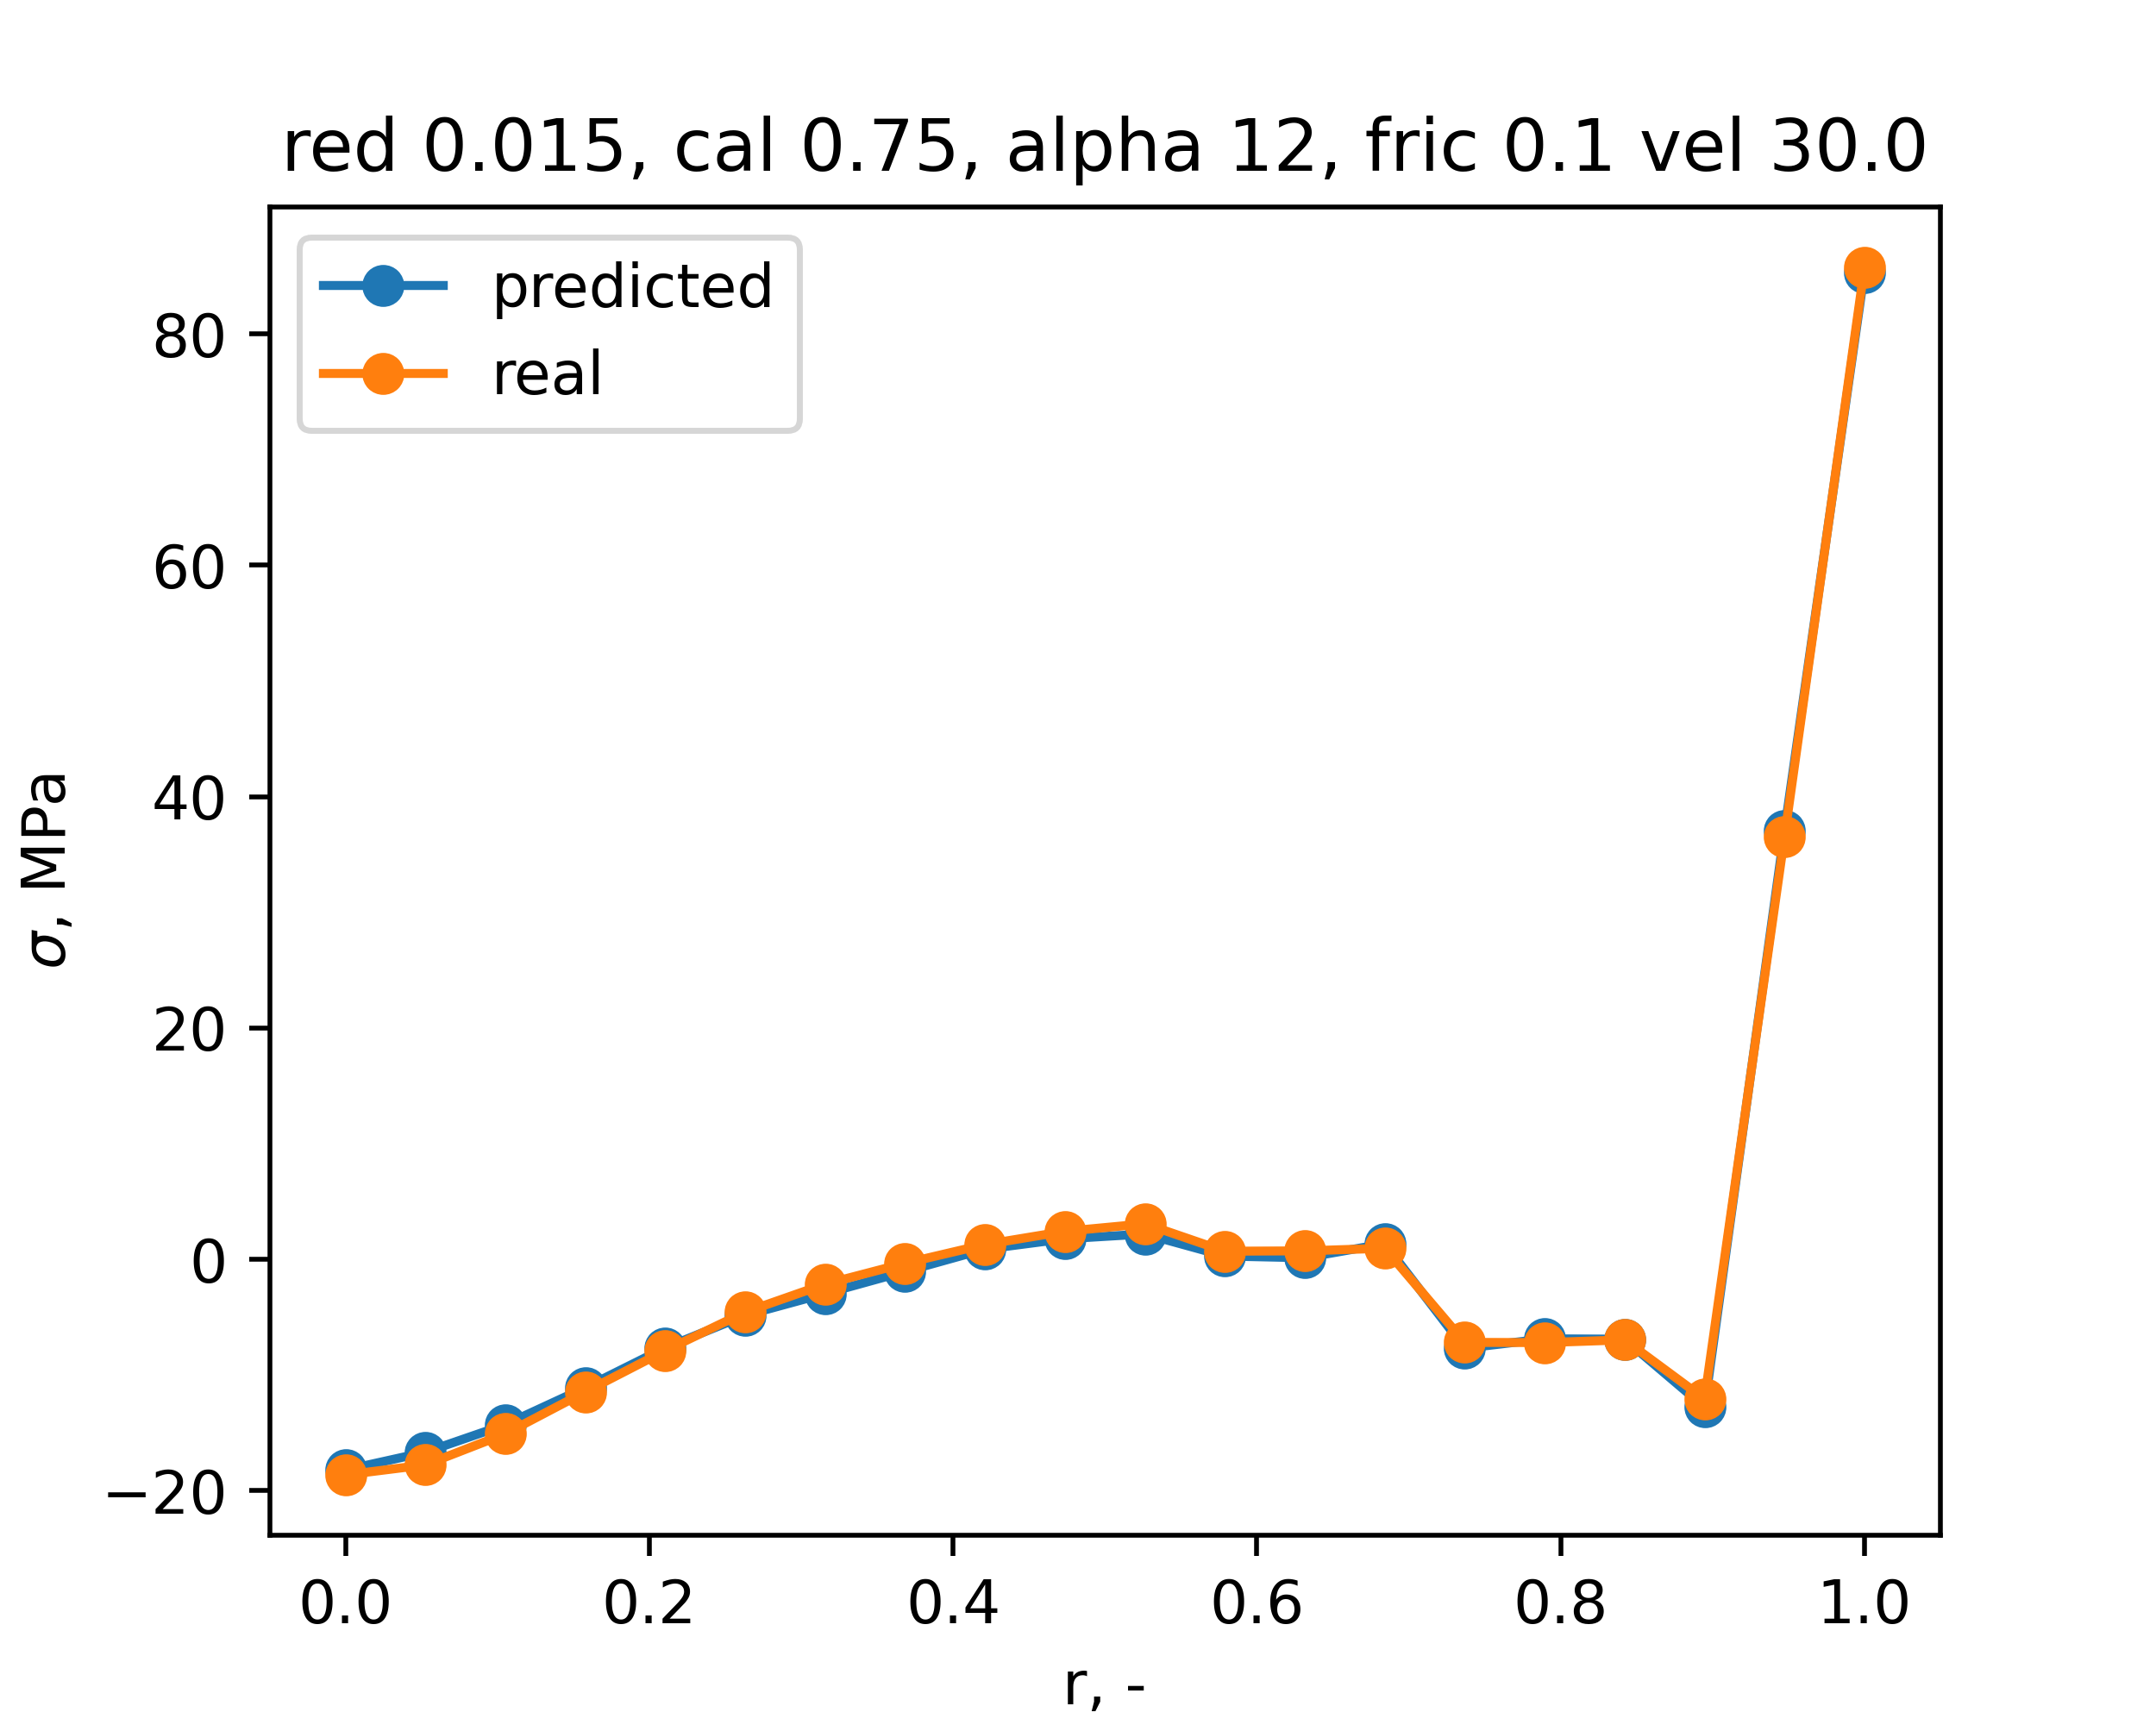 red 0.015, cal 0.75, alpha 12, fric 0.1 vel 30.0
predicted
real
80
60
40
20
0
−20
σ, MPa
0.0 0.2 0.4 0.6 0.8 1.0
r, -